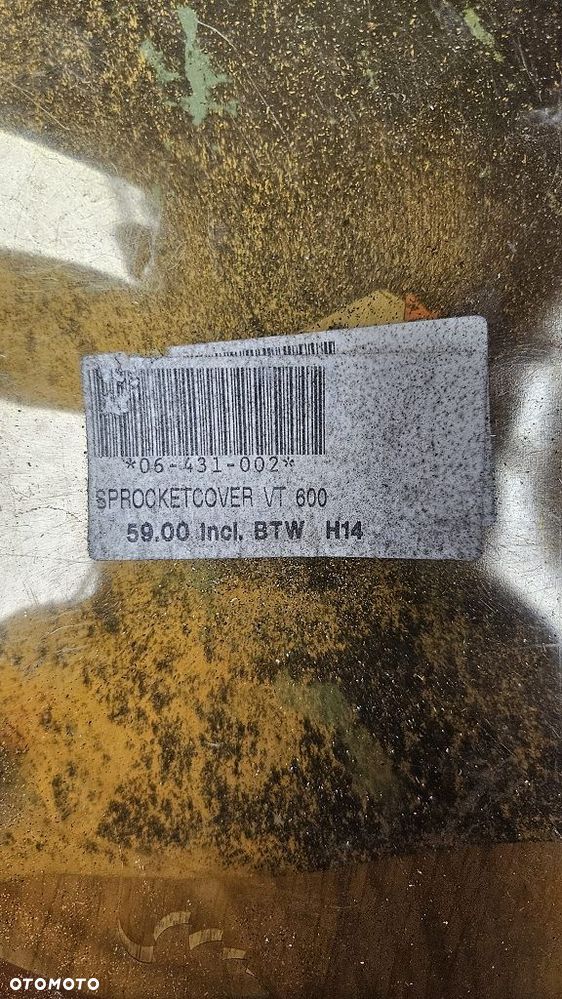 *06-431-002*
SPROCKETCOVER VT 600
59.00 Incl. BTW H14
OTOMOTO